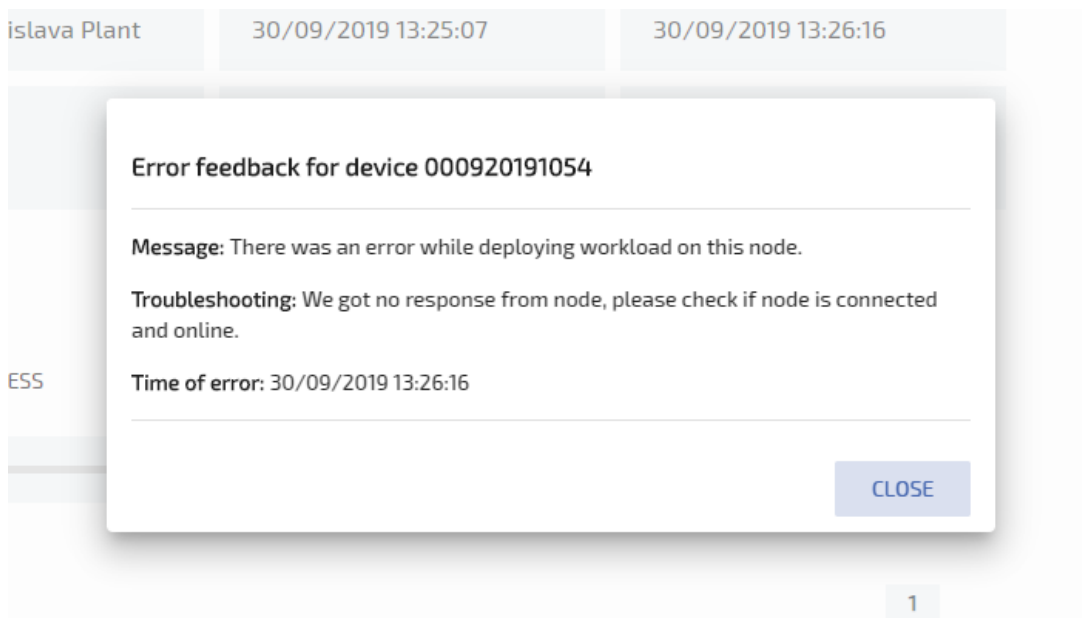 islava Plant 30/09/2019 13:25:07 30/09/2019 13:26:16
Error feedback for device 000920191054
Message: There was an error while deploying workload on this node.
Troubleshooting: We got no response from node, please check if node is connected
and online.
ESS
Time of error: 30/09/2019 13:26:16
CLOSE
1